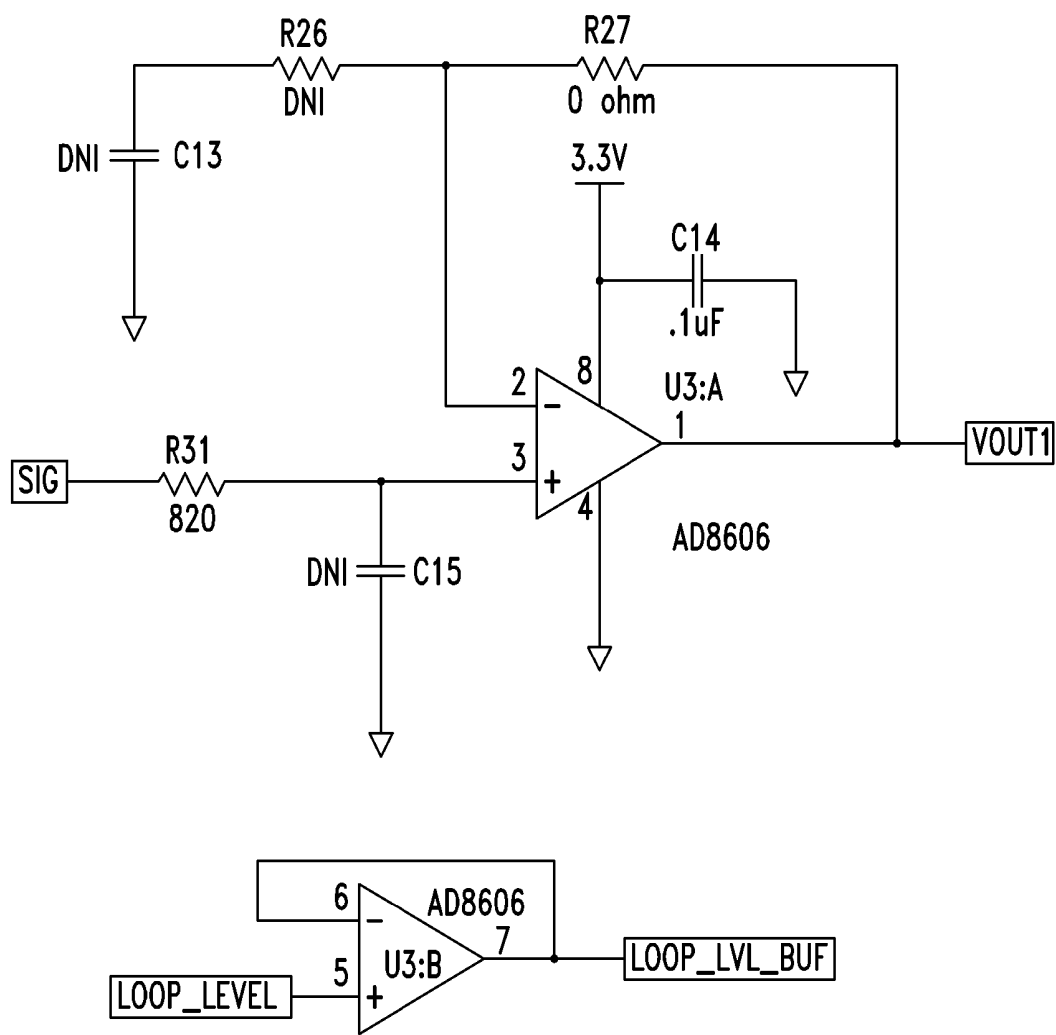 R26
R27
DNI
0 ohm
DNI
C13
3.3V
C14
.1uF
8
2
-
U3:A
1
VOUT1
R31
3
SIG
+
820
4
AD8606
DNI
C15
6
-
AD8606
7
5
U3:B
LOOP_LVL_BUF
LOOP_LEVEL
+